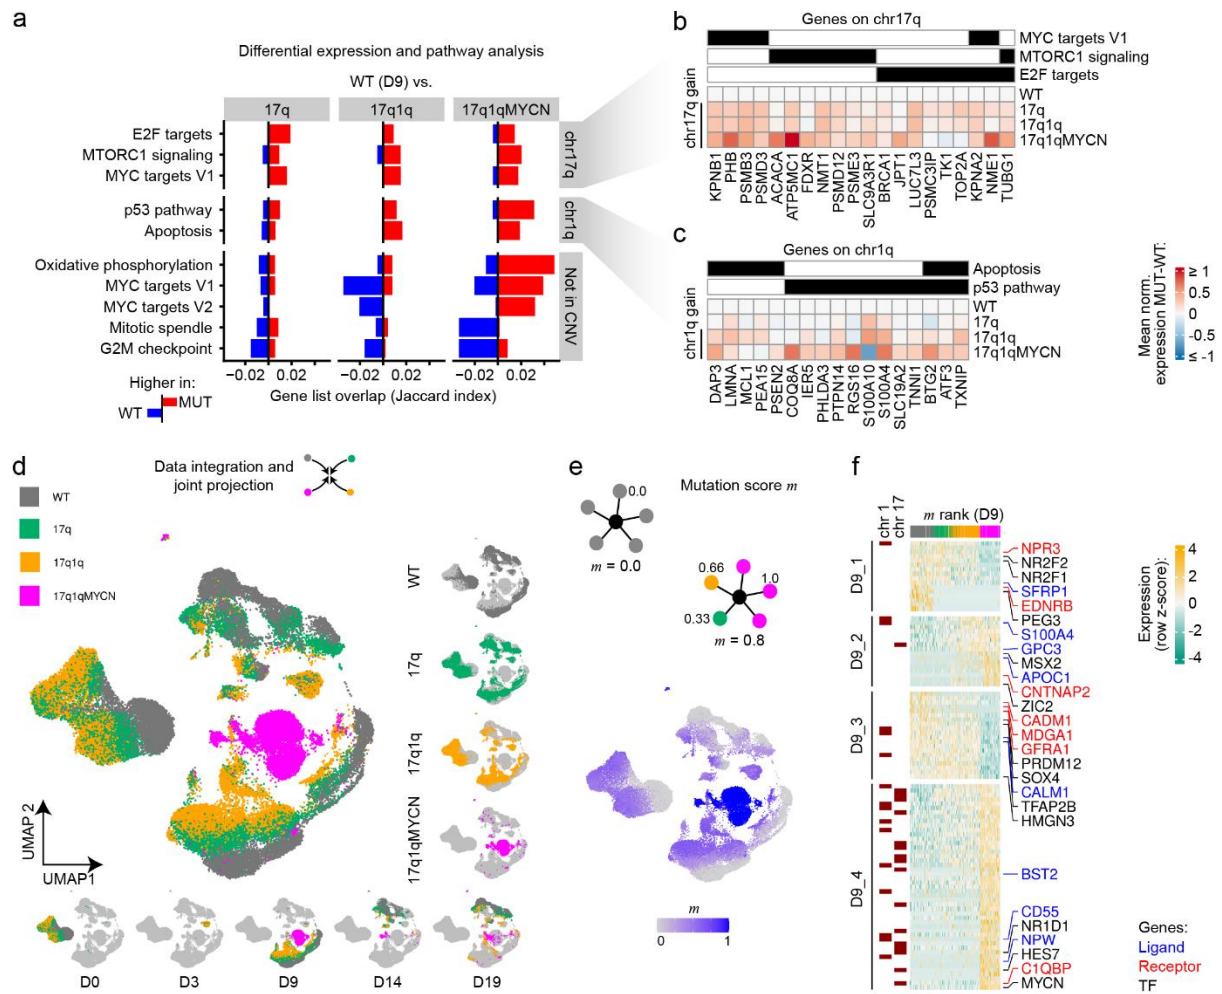 a
Differential expression and pathway analysis
WT (D9) vs.
17q
17q1q
17q1qMYCN
E2F targets
MTORC1 signaling
MYC targets V1
chr17q
p53 pathway
Apoptosis
chr1q
Oxidative phosphorylation
MYC targets V1
MYC targets V2
Mitotic spendle
G2M checkpoint
Not in CNV
−0.02 0.02
−0.02 0.02
−0.02 0.02
Gene list overlap (Jaccard index)
Higher in:
MUT
WT
b
Genes on chr17q
MYC targets V1
MTORC1 signaling
E2F targets
chr17q gain
WT
17q
17q1q
17q1qMYCN
KPNB1
PHB
PSMB3
PSMD3
ACACA
ATP5MC1
FDXR
NMT1
PSMD12
PSME3
SLC9A3R1
BRCA1
JPT1
LUC7L3
PSMC3IP
TK1
TOP2A
KPNA2
NME1
TUBG1
c
Genes on chr1q
Apoptosis
p53 pathway
chr1q gain
WT
17q
17q1q
17q1qMYCN
DAP3
LMNA
MCL1
PEA15
PSEN2
COQ8A
IER5
PHLDA3
PTPN14
RGS16
S100A10
S100A4
SLC19A2
TNNI1
BTG2
ATF3
TXNIP
Mean norm.
expression MUT-WT:
≥ 1
0.5
0
-0.5
≤ -1
d
Data integration and
joint projection
WT
17q
17q1q
17q1qMYCN
UMAP 2
UMAP1
WT
17q
17q1q
17q1qMYCN
D0
D3
D9
D14
D19
e
Mutation score m
0.0
m = 0.0
0.66
1.0
0.33
m = 0.8
m
0
1
f
chr 1
chr 17
m rank (D9)
D9_1
D9_2
D9_3
D9_4
NPR3
NR2F2
NR2F1
SFRP1
EDNRB
PEG3
S100A4
GPC3
MSX2
APOC1
CNTNAP2
ZIC2
CADM1
MDGA1
GFRA1
PRDM12
SOX4
CALM1
TFAP2B
HMGN3
BST2
CD55
NR1D1
NPW
HES7
C1QBP
MYCN
Expression
(row z-score):
4
2
0
-2
-4
Genes:
Ligand
Receptor
TF